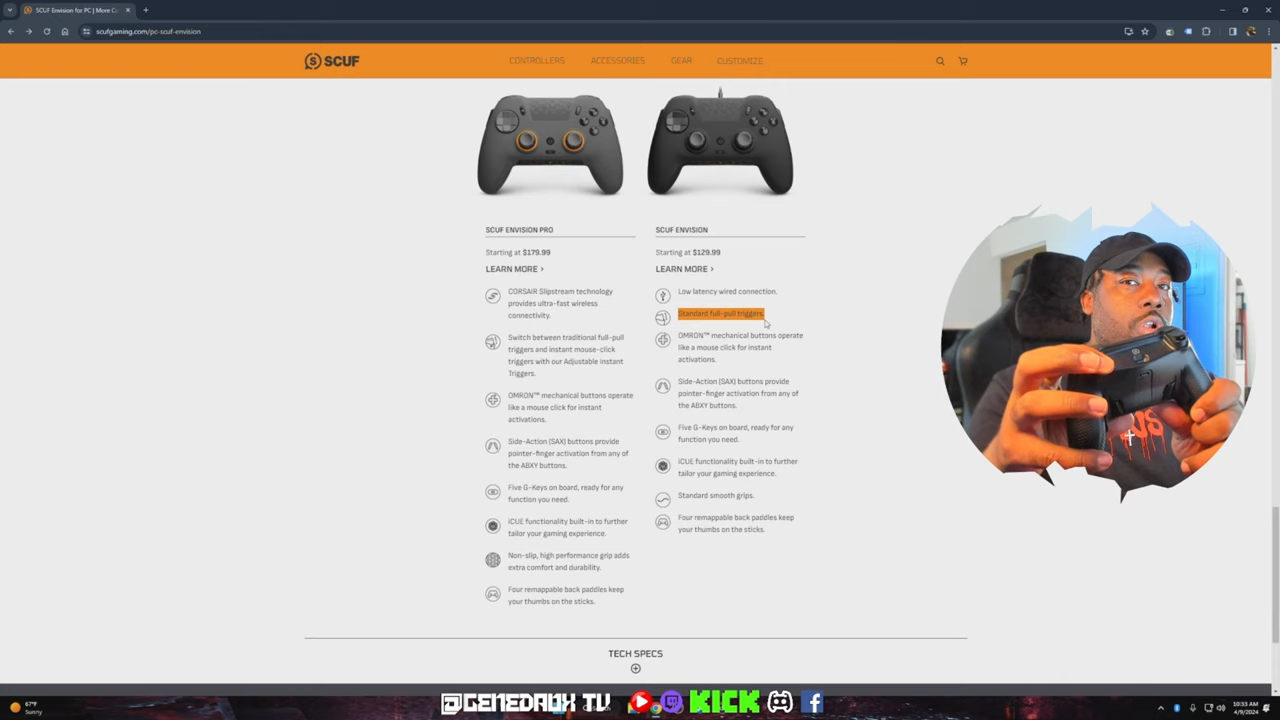 SCUF Envision for PC | More C
scufgaming.com/pc-scuf-envision
SCUF
CONTROLLERS
ACCESSORIES
GEAR
CUSTOMIZE
SCUF ENVISION PRO
Starting at $179.99
LEARN MORE >
CORSAIR Slipstream technology
provides ultra-fast wireless
connectivity.
Switch between traditional full-pull
triggers and instant mouse-click
triggers with our Adjustable Instant
Triggers.
OMRON™ mechanical buttons operate
like a mouse click for instant
activations.
Side-Action (SAX) buttons provide
pointer-finger activation from any of
the ABXY buttons.
Five G-Keys on board, ready for any
function you need.
iCUE functionality built-in to further
tailor your gaming experience.
Non-slip, high performance grip adds
extra comfort and durability.
Four remappable back paddles keep
your thumbs on the sticks.
SCUF ENVISION
Starting at $129.99
LEARN MORE >
Low latency wired connection.
Standard full-pull triggers.
OMRON™ mechanical buttons operate
like a mouse click for instant
activations.
Side-Action (SAX) buttons provide
pointer-finger activation from any of
the ABXY buttons.
Five G-Keys on board, ready for any
function you need.
iCUE functionality built-in to further
tailor your gaming experience.
Standard smooth grips.
Four remappable back paddles keep
your thumbs on the sticks.
TECH SPECS
@GENEDAUX TV
KICK
67°F
Sunny
10:33 AM
4/9/2024